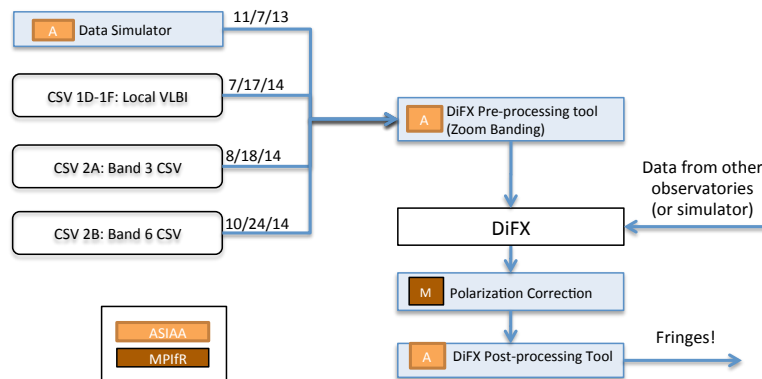 11/7/13
A Data Simulator
7/17/14
CSV 1D-1F: Local VLBI
A DiFX Pre-processing tool
(Zoom Banding)
8/18/14
CSV 2A: Band 3 CSV
Data from other
observatories
(or simulator)
10/24/14
CSV 2B: Band 6 CSV
DiFX
M Polarization Correction
ASIAA
MPIfR
A DiFX Post-processing Tool
Fringes!